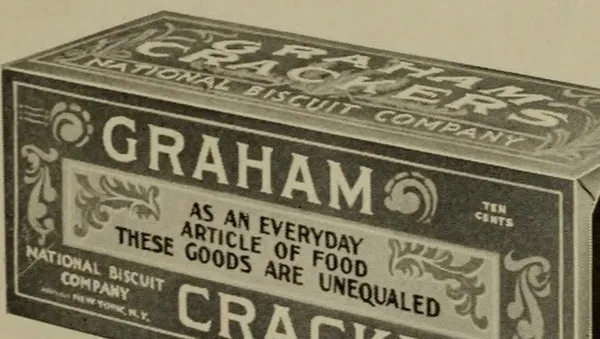 GRAHAM
CRACKERS
NATIONAL BISCUIT COMPANY
GRAHAM
TEN
CENTS
AS AN EVERYDAY
ARTICLE OF FOOD
THESE GOODS ARE UNEQUALED
NATIONAL BISCUIT
COMPANY
NEW YORK, N.Y.
CRACK